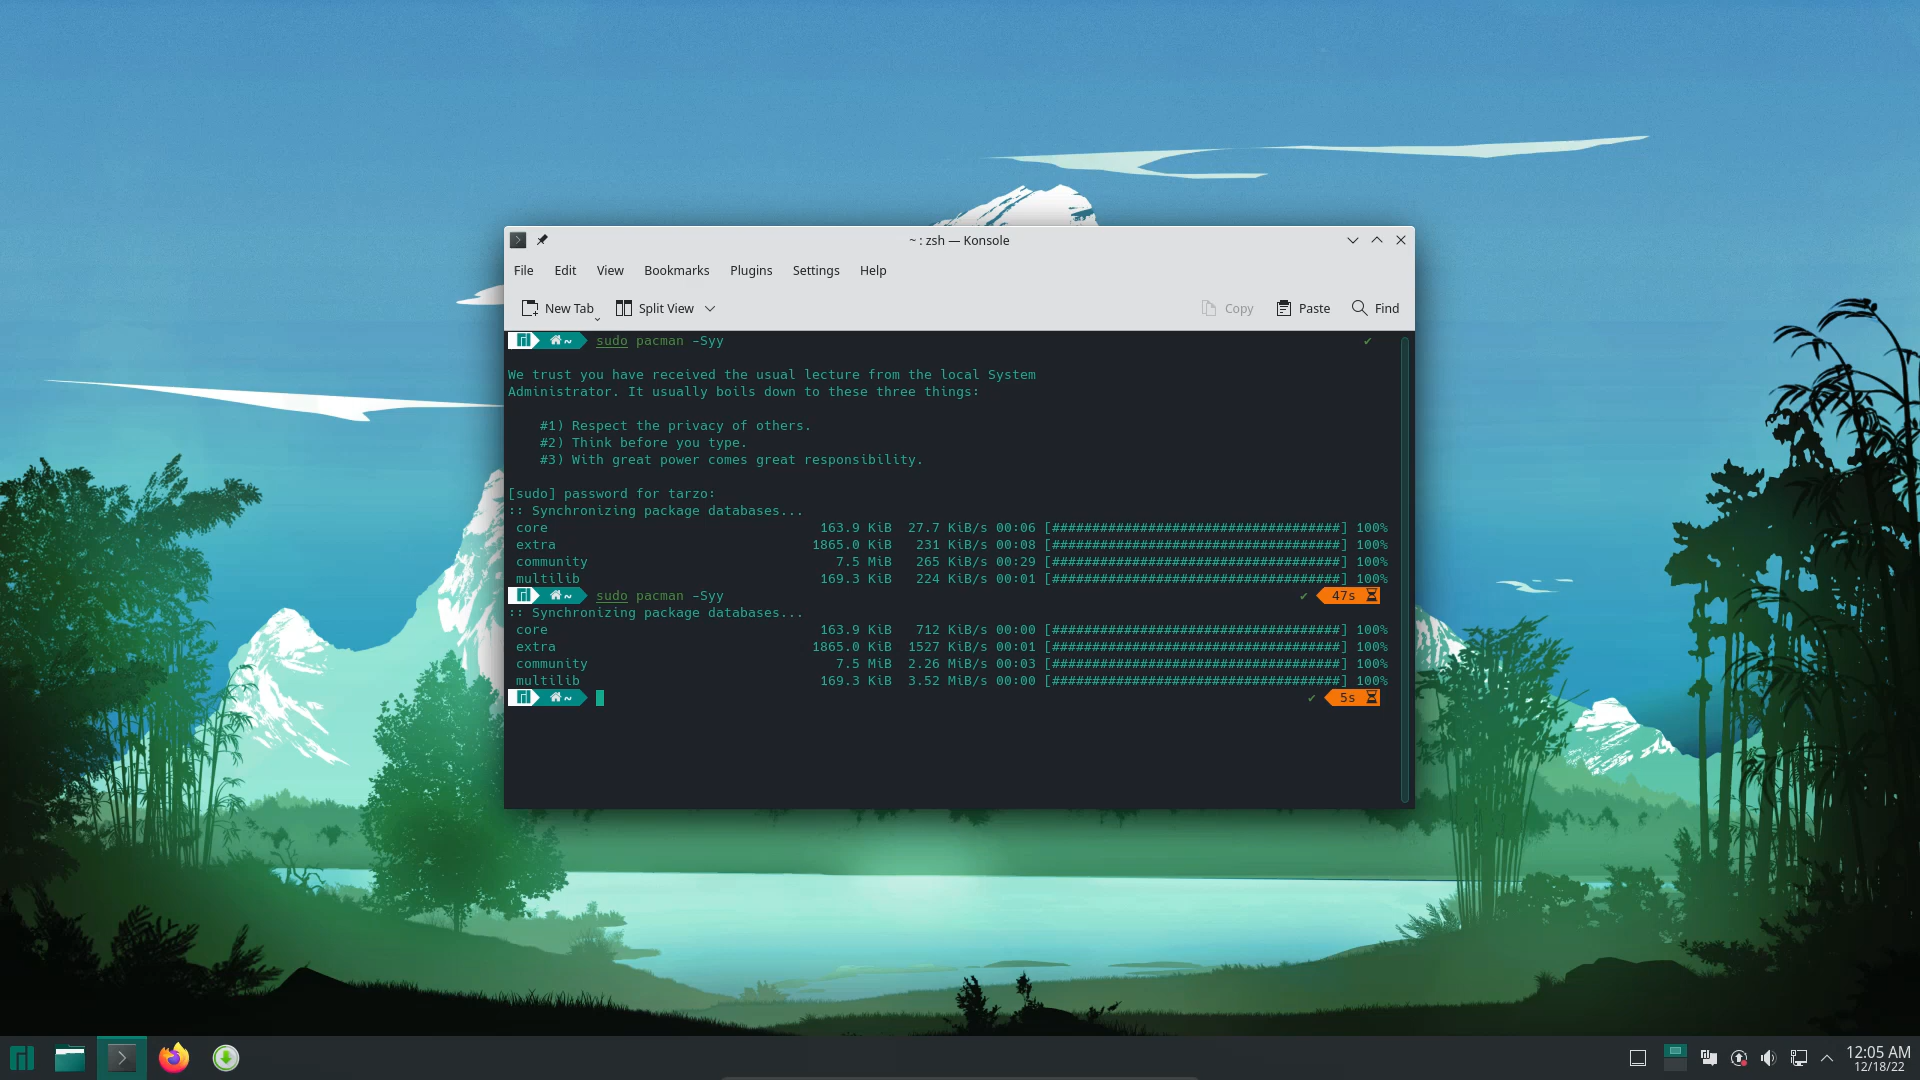 ~ : zsh — Konsole
File Edit View Bookmarks Plugins Settings Help
New Tab Split View Copy Paste Find
~ sudo pacman -Syy ✔
We trust you have received the usual lecture from the local System
Administrator. It usually boils down to these three things:
#1) Respect the privacy of others.
#2) Think before you type.
#3) With great power comes great responsibility.
[sudo] password for tarzo:
:: Synchronizing package databases...
core 163.9 KiB 27.7 KiB/s 00:06 [####################################] 100%
extra 1865.0 KiB 231 KiB/s 00:08 [####################################] 100%
community 7.5 MiB 265 KiB/s 00:29 [####################################] 100%
multilib 169.3 KiB 224 KiB/s 00:01 [####################################] 100%
~ sudo pacman -Syy ✔ 47s
:: Synchronizing package databases...
core 163.9 KiB 712 KiB/s 00:00 [####################################] 100%
extra 1865.0 KiB 1527 KiB/s 00:01 [####################################] 100%
community 7.5 MiB 2.26 MiB/s 00:03 [####################################] 100%
multilib 169.3 KiB 3.52 MiB/s 00:00 [####################################] 100%
~ ✔ 5s
12:05 AM
12/18/22